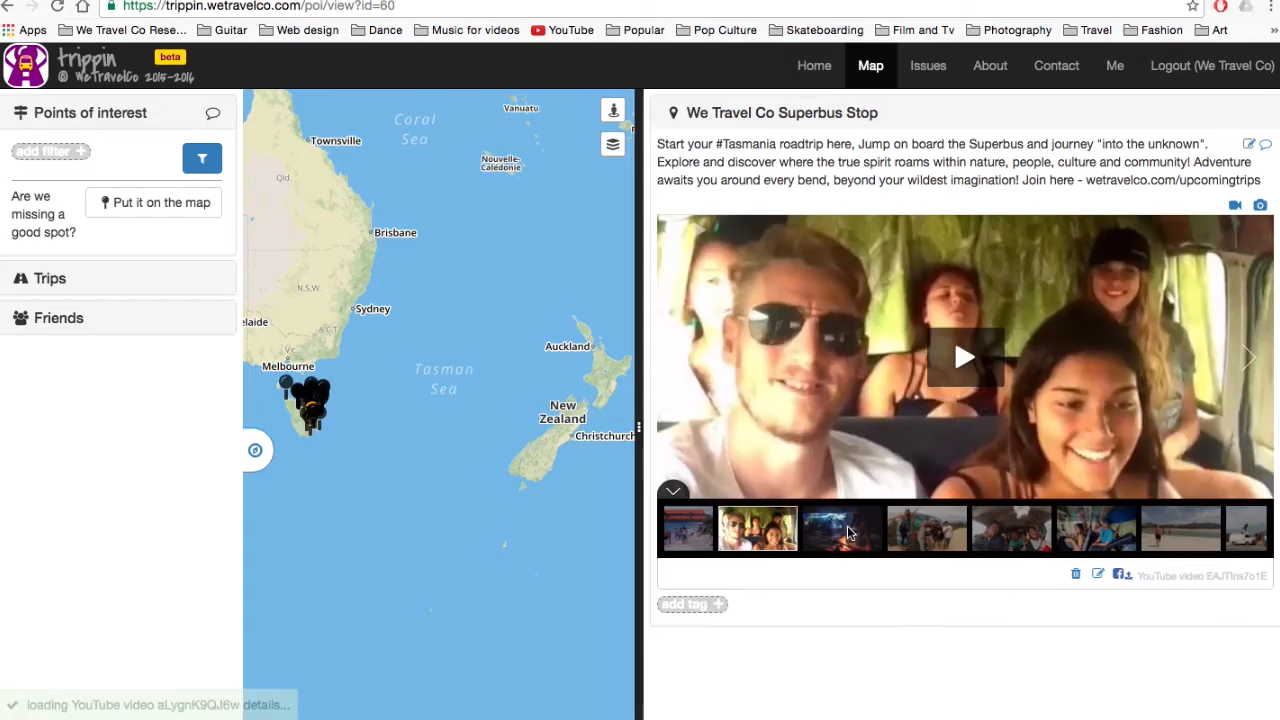 https://trippin.wetravelco.com/poi/view?id=60
Apps We Travel Co Rese... Guitar Web design Dance Music for videos YouTube Popular Pop Culture Skateboarding Film and Tv Photography Travel Fashion Art »
trippin beta
@ WeTravelCo 2015-2016
Home Map Issues About Contact Me Logout (We Travel Co)
Points of interest
add filter +
Are we
missing a
good spot?
Put it on the map
Trips
Friends
Coral
Sea
Vanuatu
Townsville
Nouvelle-
Calédonie
Qld.
Brisbane
N.S.W.
Sydney
elaide
A.C.T.
Vic.
Melbourne
Tasman
Sea
Auckland
New
Zealand
Christchurch
We Travel Co Superbus Stop
Start your #Tasmania roadtrip here, Jump on board the Superbus and journey "into the unknown".
Explore and discover where the true spirit roams within nature, people, culture and community! Adventure
awaits you around every bend, beyond your wildest imagination! Join here - wetravelco.com/upcomingtrips
YouTube video EAJTlns7o1E
add tag +
loading YouTube video aLygnK9QJ6w details...